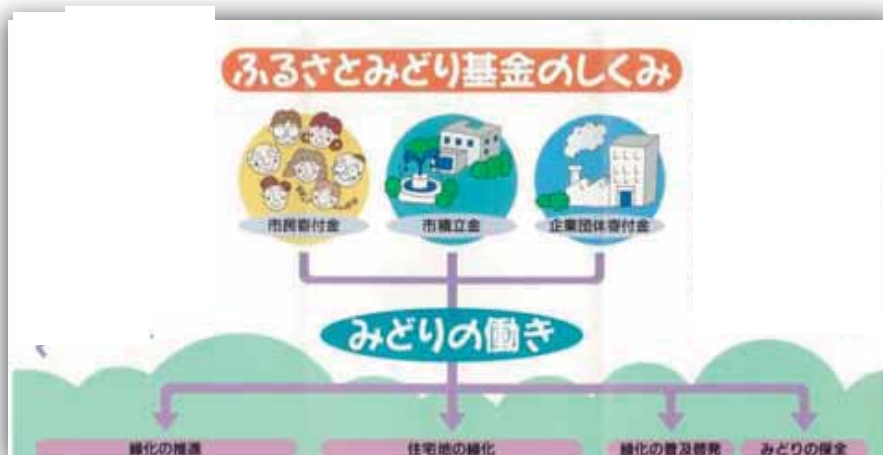 ふるさとみどり基金のしくみ
市民寄付金
市積立金
企業団体寄付金
みどりの働き
緑化の推進
住宅地の緑化
緑化の普及啓発
みどりの保全